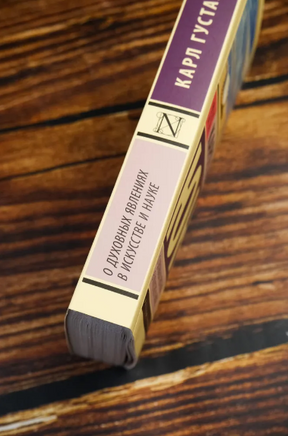 КАРЛ ГУСТА
N
О ДУХОВНЫХ ЯВЛЕНИЯХ
В ИСКУССТВЕ И НАУКЕ